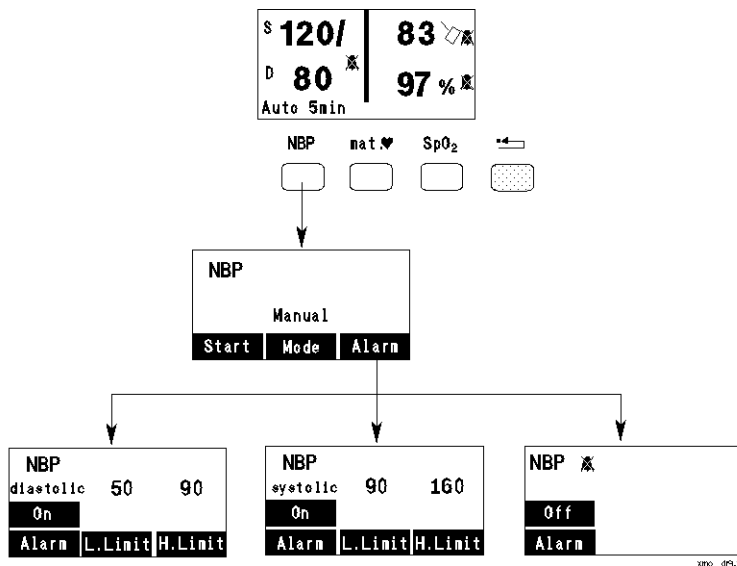 S 120/ 83
D 80 97 %
Auto 5min
NBP mat.♥ SpO₂
NBP
Manual
Start Mode Alarm
NBP
diastolic 50 90
On
Alarm L.Limit H.Limit
NBP
systolic 90 160
On
Alarm L.Limit H.Limit
NBP
Off
Alarm